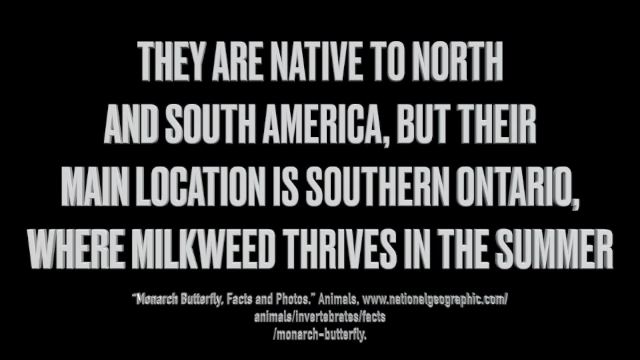 THEY ARE NATIVE TO NORTH
AND SOUTH AMERICA, BUT THEIR
MAIN LOCATION IS SOUTHERN ONTARIO,
WHERE MILKWEED THRIVES IN THE SUMMER
“Monarch Butterfly, Facts and Photos.” Animals, www.nationalgeographic.com/
animals/invertebrates/facts
/monarch-butterfly.